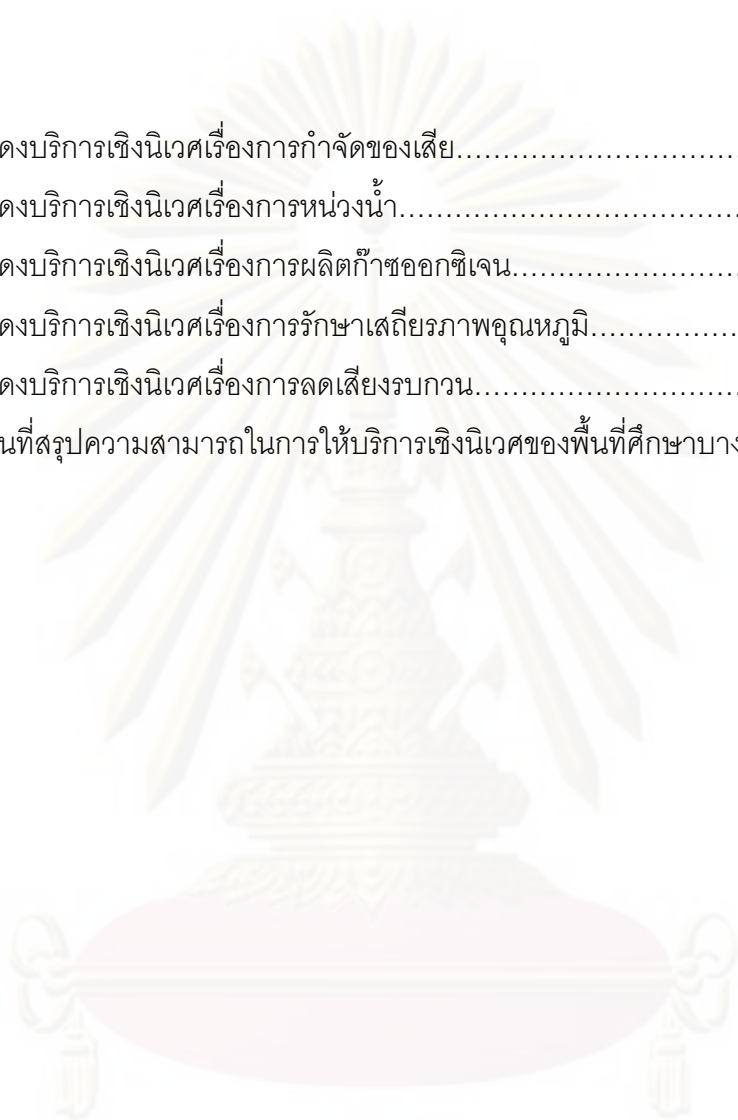 ดงบริการเชิงนิเวศเรื่องการกำจัดของเสีย................................
ดงบริการเชิงนิเวศเรื่องการหน่วงน้ำ.......................................
ดงบริการเชิงนิเวศเรื่องการผลิตก๊าซออกซิเจน..........................
ดงบริการเชิงนิเวศเรื่องการรักษาเสถียรภาพอุณหภูมิ................
ดงบริการเชิงนิเวศเรื่องการลดเสียงรบกวน..............................
นที่สรุปความสามารถในการให้บริการเชิงนิเวศของพื้นที่ศึกษาบาง